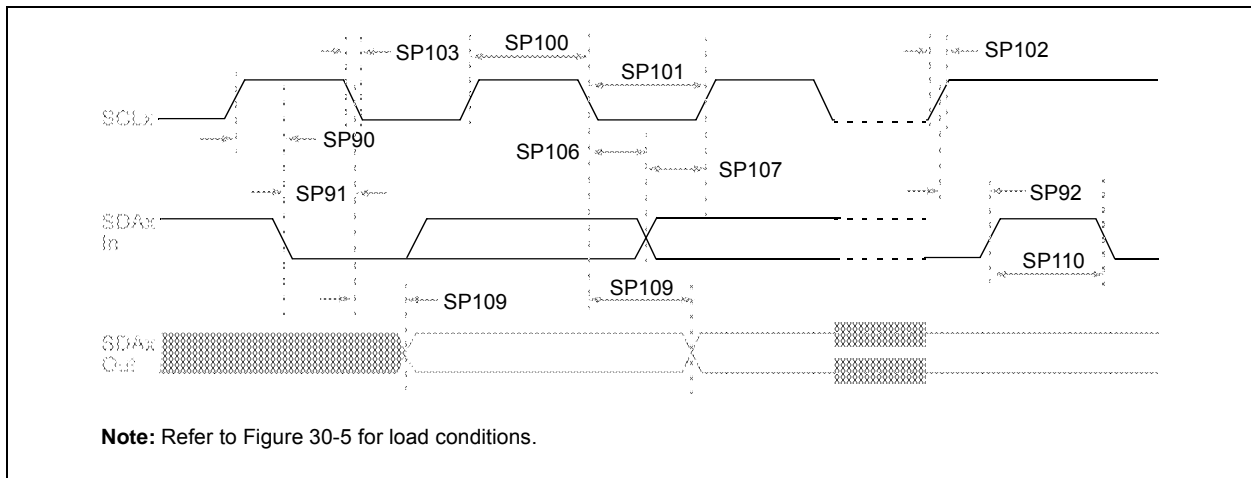 SP103
SP100
SP101
SP102
SCLx
SP90
SP106
SP107
SP91
SP92
SDAx
In
SP110
SP109
SP109
SDAx
Out
Note: Refer to Figure 30-5 for load conditions.